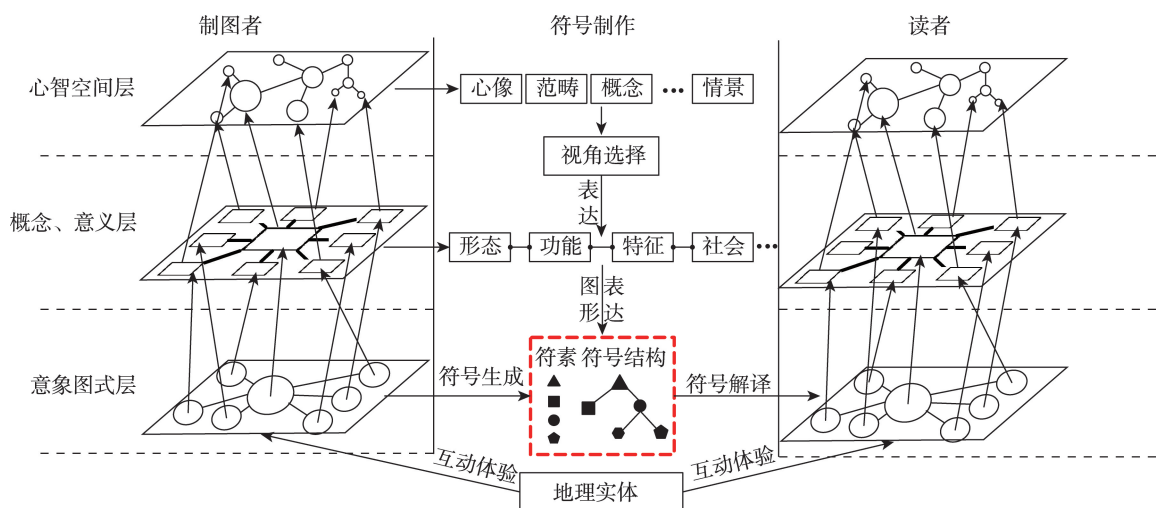 制图者
符号制作
读者
心智空间层
心像
范畴
概念
•••
情景
视角选择
表达
概念、意义层
形态
功能
特征
社会
•••
图形
表达
意象图式层
符号生成
符素 符号结构
符号解译
互动体验
地理实体
互动体验